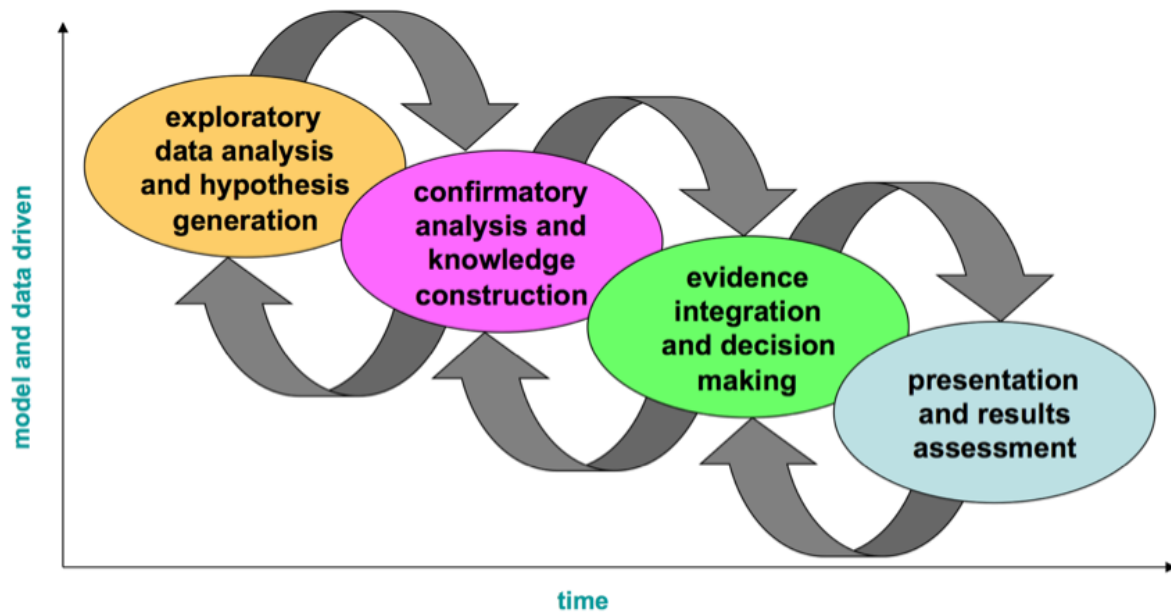 model and data driven
exploratory
data analysis
and hypothesis
generation
confirmatory
analysis and
knowledge
construction
evidence
integration
and decision
making
presentation
and results
assessment
time